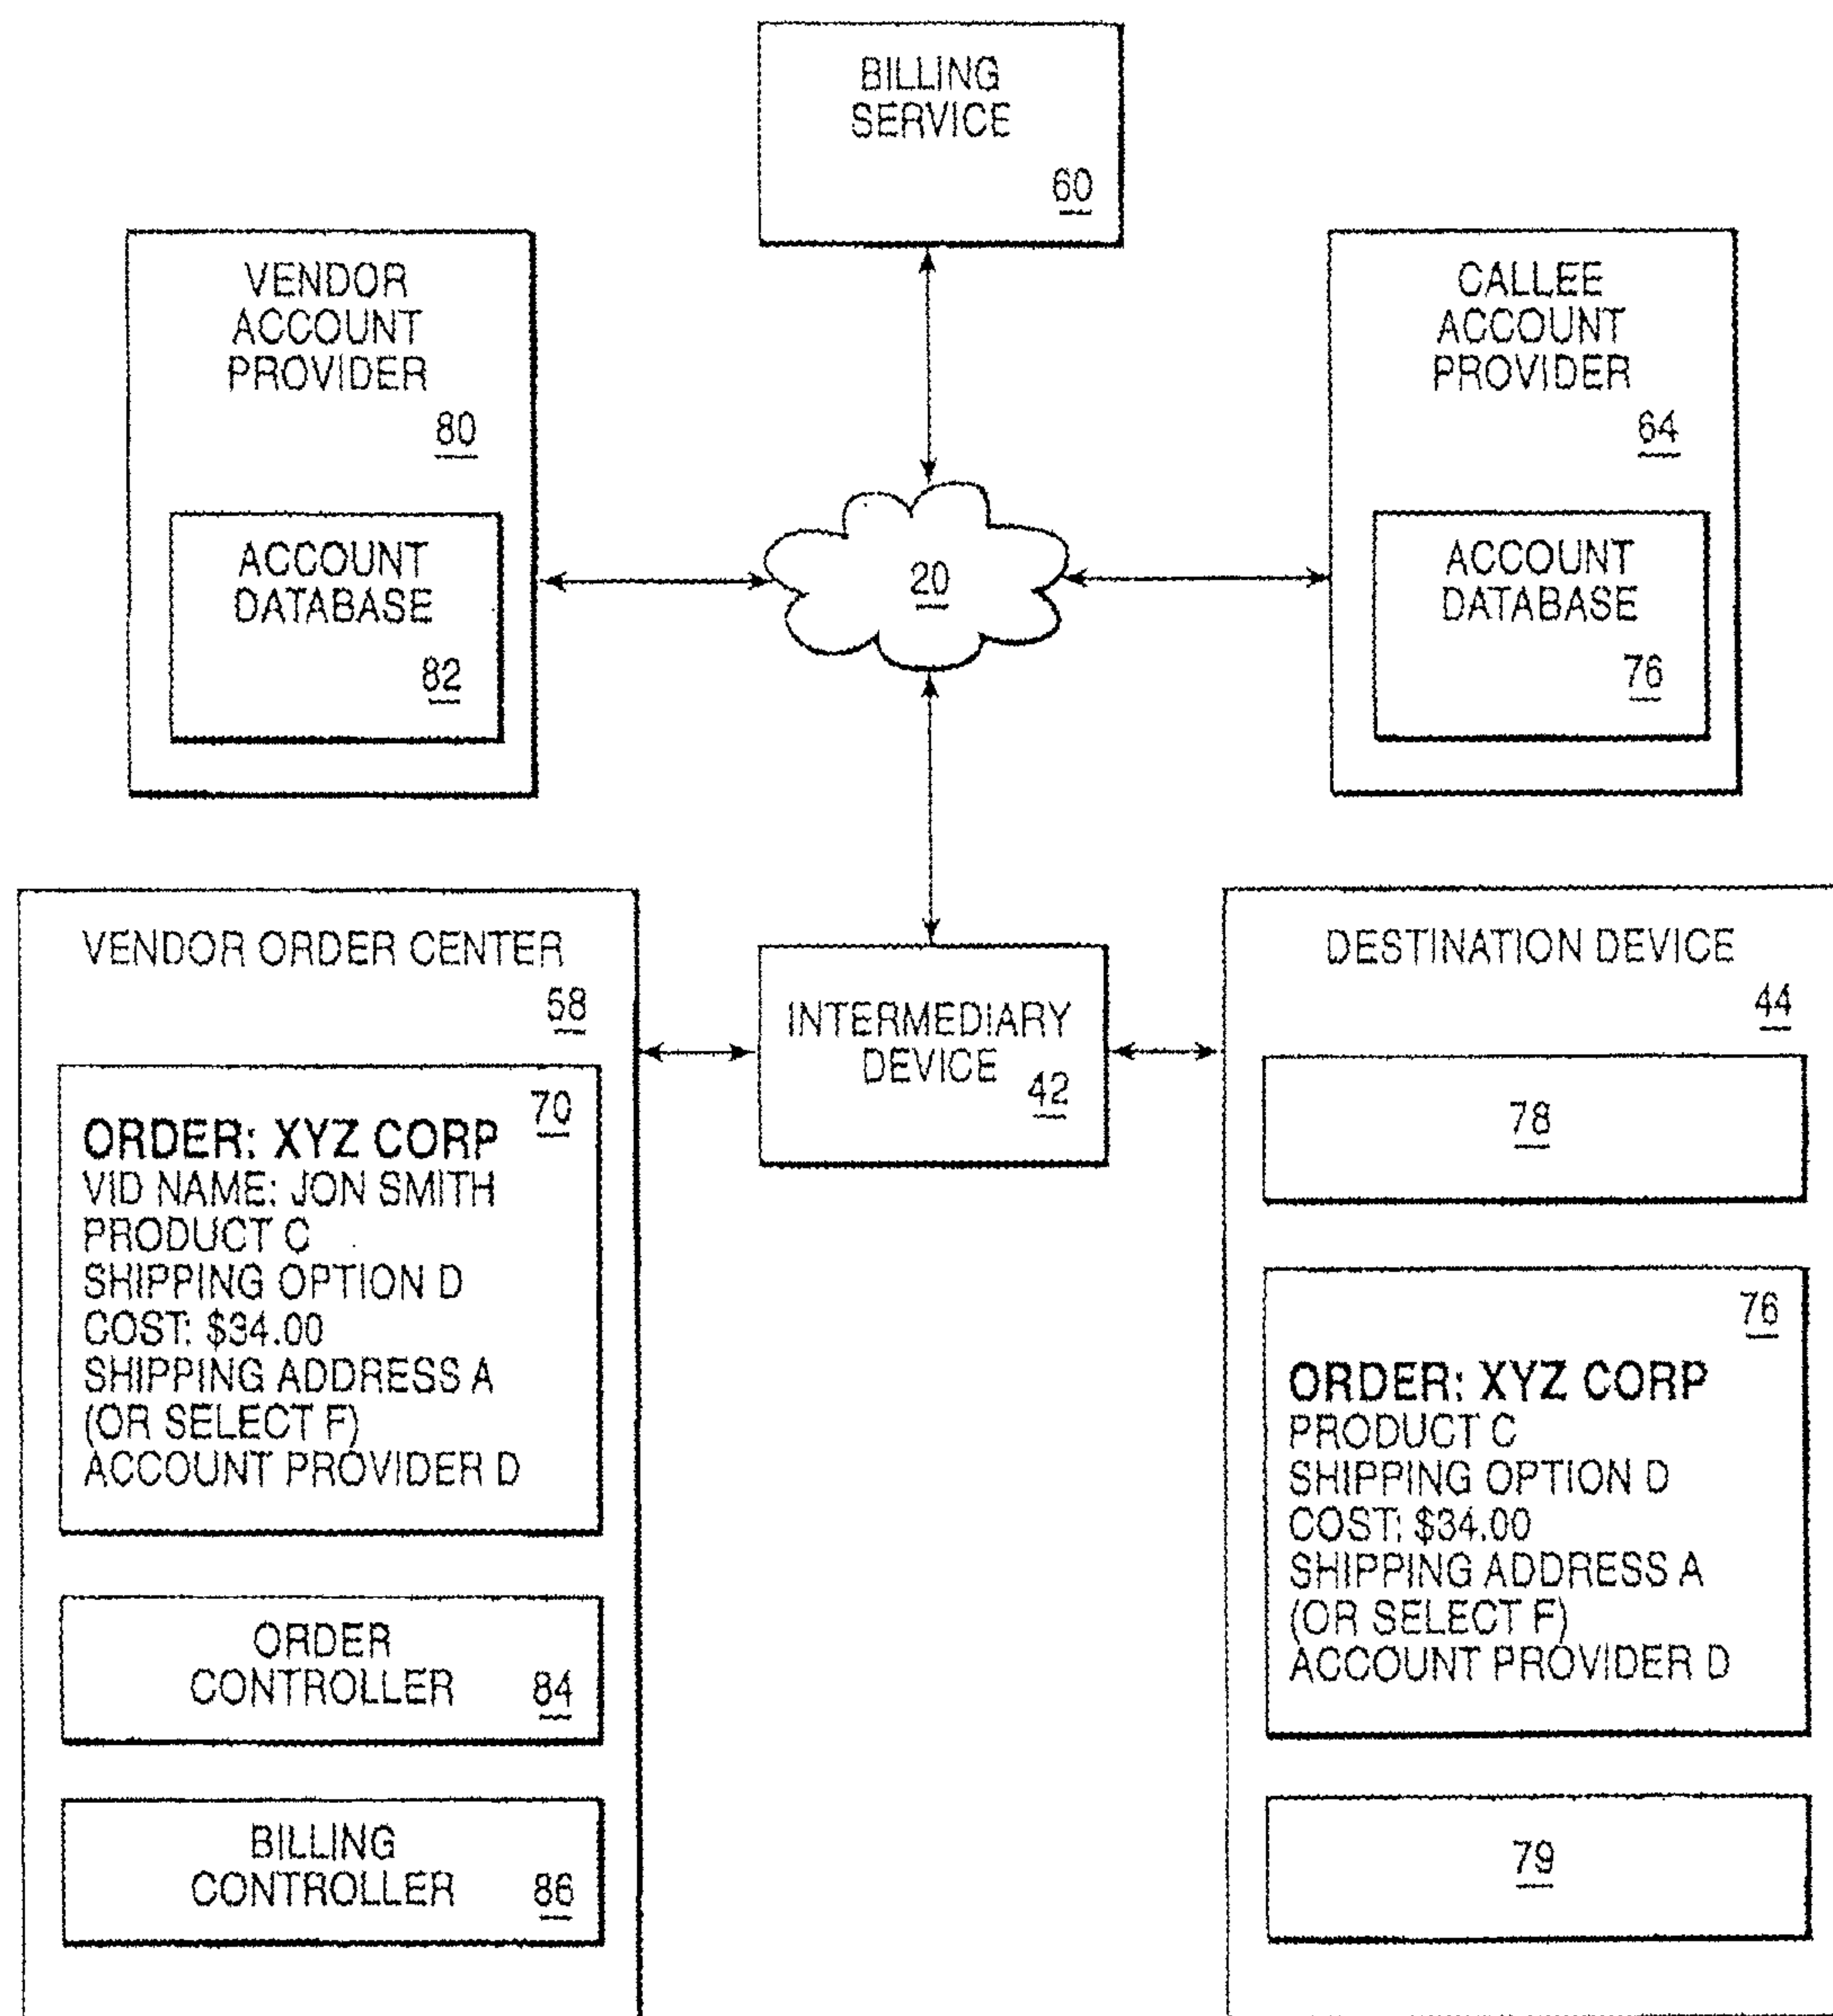 BILLING
SERVICE
60
VENDOR
ACCOUNT
PROVIDER
80
ACCOUNT
DATABASE
82
20
CALLEE
ACCOUNT
PROVIDER
64
ACCOUNT
DATABASE
76
VENDOR ORDER CENTER
58
70
ORDER: XYZ CORP
VID NAME: JON SMITH
PRODUCT C
SHIPPING OPTION D
COST: $34.00
SHIPPING ADDRESS A
(OR SELECT F)
ACCOUNT PROVIDER D
ORDER
CONTROLLER
84
BILLING
CONTROLLER
86
INTERMEDIARY
DEVICE
42
DESTINATION DEVICE
44
78
76
ORDER: XYZ CORP
PRODUCT C
SHIPPING OPTION D
COST: $34.00
SHIPPING ADDRESS A
(OR SELECT F)
ACCOUNT PROVIDER D
79